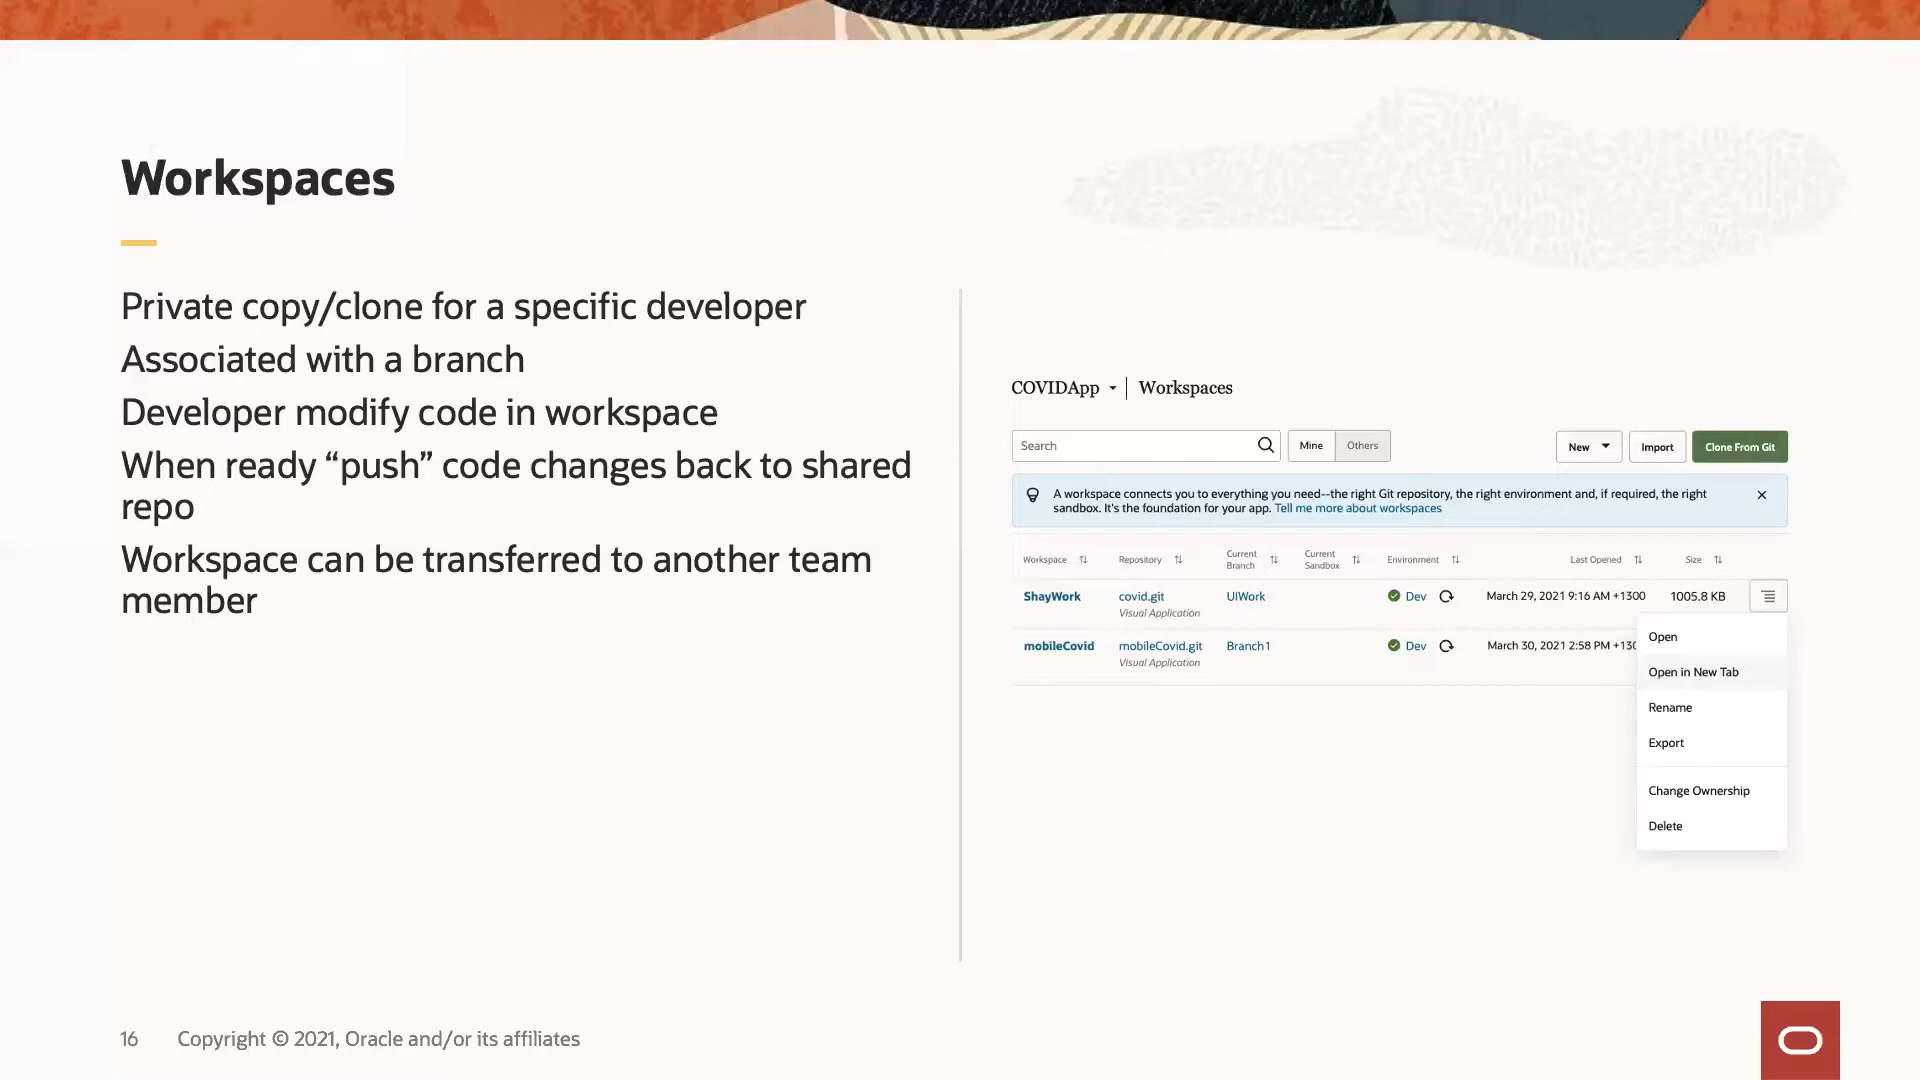 Workspaces
Private copy/clone for a specific developer
Associated with a branch
Developer modify code in workspace
When ready “push” code changes back to shared
repo
Workspace can be transferred to another team
member
COVIDApp
Workspaces
Search
Mine
Others
New
Import
Clone From Git
A workspace connects you to everything you need--the right Git repository, the right environment and, if required, the right
sandbox. It's the foundation for your app. Tell me more about workspaces
Workspace
Repository
Current
Branch
Current
Sandbox
Environment
Last Opened
Size
ShayWork
covid.git
Visual Application
UIWork
Dev
March 29, 2021 9:16 AM +1300
1005.8 KB
mobileCovid
mobileCovid.git
Visual Application
Branch1
Dev
March 30, 2021 2:58 PM +130
Open
Open in New Tab
Rename
Export
Change Ownership
Delete
16
Copyright © 2021, Oracle and/or its affiliates